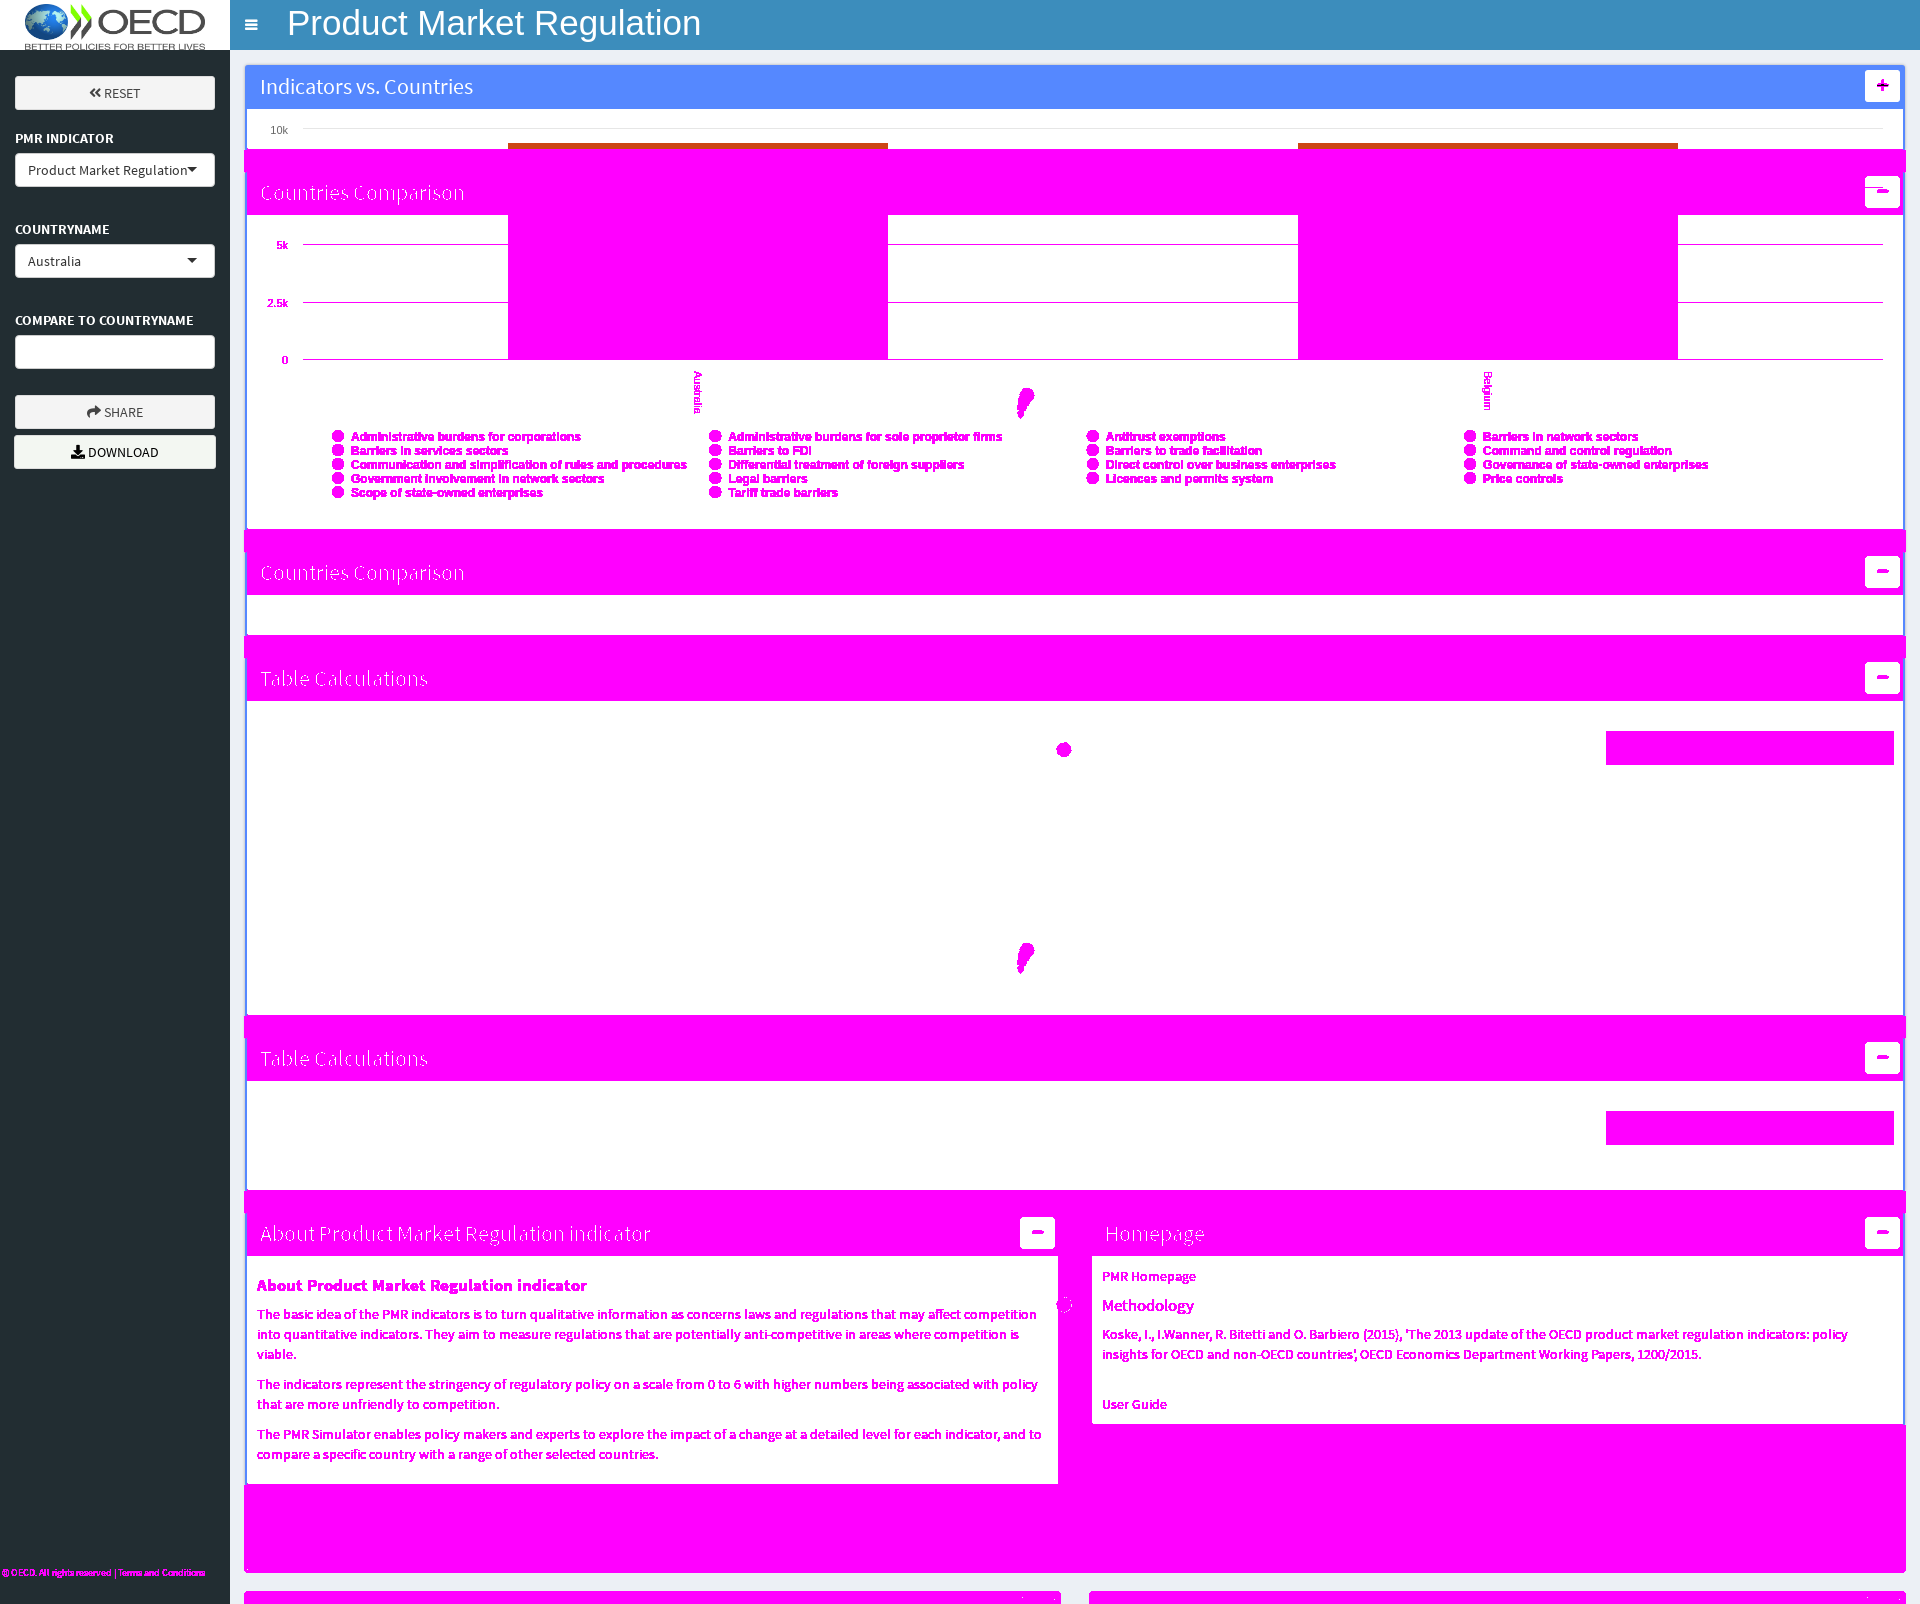 OECD
BETTER POLICIES FOR BETTER LIVES
Product Market Regulation
RESET
PMR INDICATOR
Product Market Regulation
COUNTRYNAME
Australia
COMPARE TO COUNTRYNAME
SHARE
DOWNLOAD
Indicators vs. Countries
10k
Countries Comparison
5k
2.5k
0
Australia
Belgium
Administrative burdens for corporations
Administrative burdens for sole proprietor firms
Antitrust exemptions
Barriers in network sectors
Barriers in services sectors
Barriers to FDI
Barriers to trade facilitation
Command and control regulation
Communication and simplification of rules and procedures
Differential treatment of foreign suppliers
Direct control over business enterprises
Governance of state-owned enterprises
Government involvement in network sectors
Legal barriers
Licences and permits system
Price controls
Scope of state-owned enterprises
Tariff trade barriers
Countries Comparison
Table Calculations
Table Calculations
About Product Market Regulation indicator
About Product Market Regulation indicator
The basic idea of the PMR indicators is to turn qualitative information as concerns laws and regulations that may affect competition
into quantitative indicators. They aim to measure regulations that are potentially anti-competitive in areas where competition is
viable.
The indicators represent the stringency of regulatory policy on a scale from 0 to 6 with higher numbers being associated with policy
that are more unfriendly to competition.
The PMR Simulator enables policy makers and experts to explore the impact of a change at a detailed level for each indicator, and to
compare a specific country with a range of other selected countries.
Homepage
PMR Homepage
Methodology
Koske, I., I.Wanner, R. Bitetti and O. Barbiero (2015), 'The 2013 update of the OECD product market regulation indicators: policy
insights for OECD and non-OECD countries', OECD Economics Department Working Papers, 1200/2015.
User Guide
© OECD. All rights reserved | Terms and Conditions